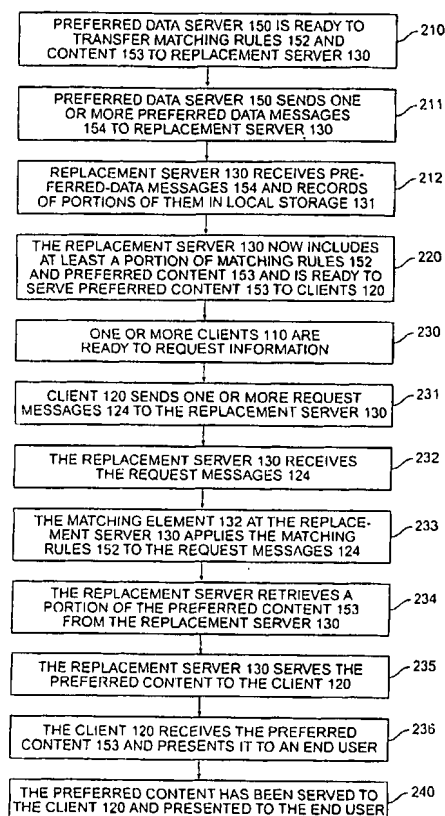 PREFERRED DATA SERVER 150 IS READY TO
TRANSFER MATCHING RULES 152 AND
CONTENT 153 TO REPLACEMENT SERVER 130
210
PREFERRED DATA SERVER 150 SENDS ONE
OR MORE PREFERRED DATA MESSAGES
154 TO REPLACEMENT SERVER 130
211
REPLACEMENT SERVER 130 RECEIVES PRE-
FERRED-DATA MESSAGES 154 AND RECORDS
OF PORTIONS OF THEM IN LOCAL STORAGE 131
212
THE REPLACEMENT SERVER 130 NOW INCLUDES
AT LEAST A PORTION OF MATCHING RULES 152
AND PREFERRED CONTENT 153 AND IS READY TO
SERVE PREFERRED CONTENT 153 TO CLIENTS 120
220
ONE OR MORE CLIENTS 110 ARE
READY TO REQUEST INFORMATION
230
CLIENT 120 SENDS ONE OR MORE REQUEST
MESSAGES 124 TO THE REPLACEMENT SERVER 130
231
THE REPLACEMENT SERVER 130 RECEIVES
THE REQUEST MESSAGES 124
232
THE MATCHING ELEMENT 132 AT THE REPLACE-
MENT SERVER 130 APPLIES THE MATCHING
RULES 152 TO THE REQUEST MESSAGES 124
233
THE REPLACEMENT SERVER RETRIEVES A
PORTION OF THE PREFERRED CONTENT 153
FROM THE REPLACEMENT SERVER 130
234
THE REPLACEMENT SERVER 130 SERVES THE
PREFERRED CONTENT TO THE CLIENT 120
235
THE CLIENT 120 RECEIVES THE PREFERRED
CONTENT 153 AND PRESENTS IT TO AN END USER
236
THE PREFERRED CONTENT HAS BEEN SERVED TO
THE CLIENT 120 AND PRESENTED TO THE END USER
240